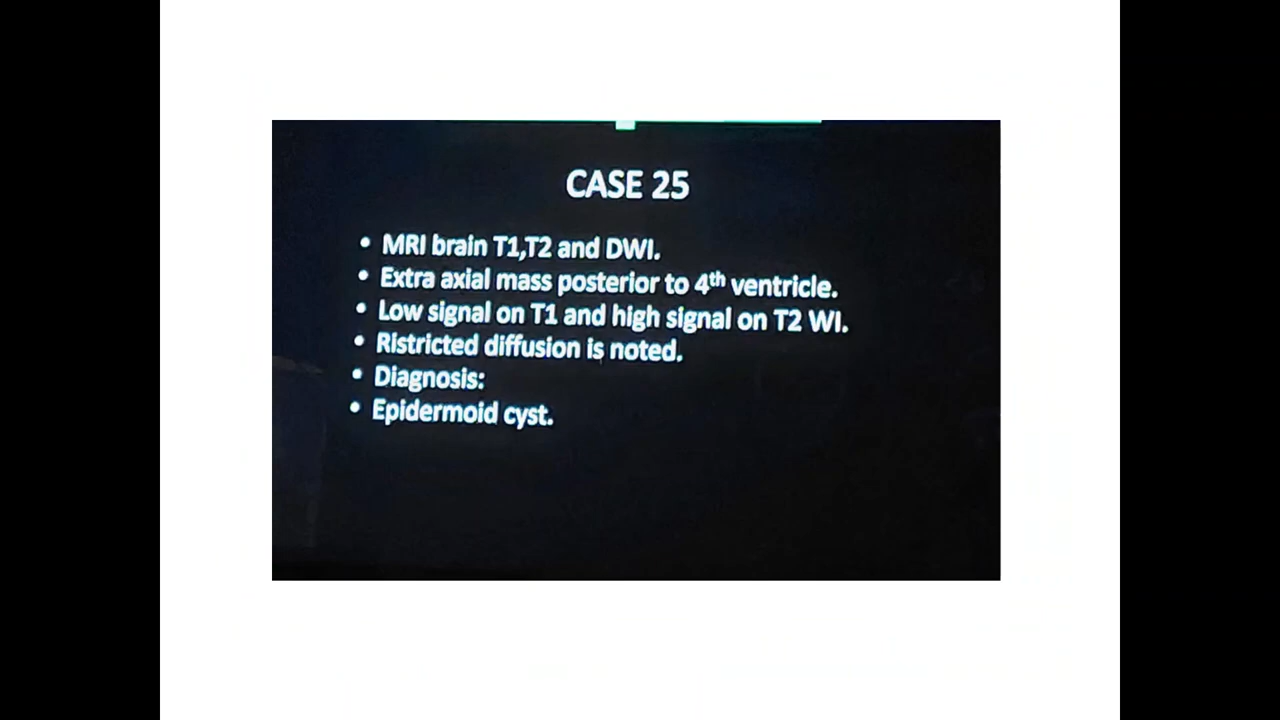 CASE 25
• MRI brain T1,T2 and DWI.
• Extra axial mass posterior to 4th ventricle.
• Low signal on T1 and high signal on T2 WI.
• Ristricted diffusion is noted.
• Diagnosis:
• Epidermoid cyst.